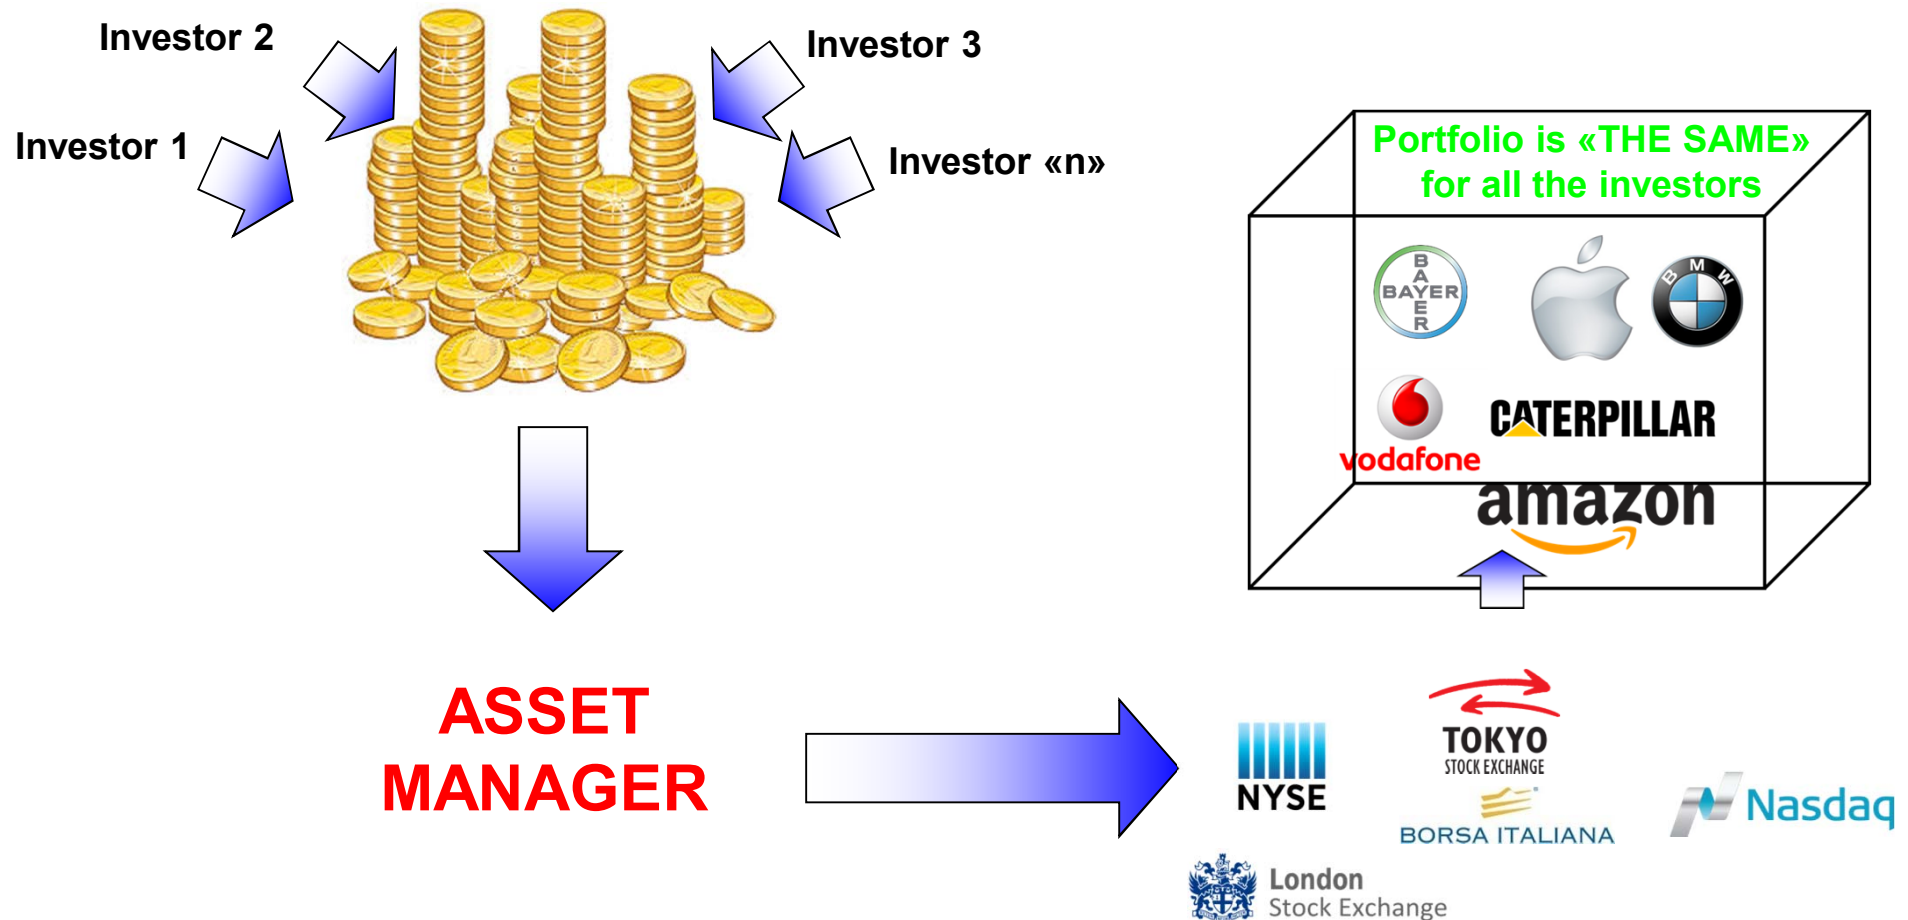 Investor 2
Investor 3
Investor 1
Investor «n»
Portfolio is «THE SAME»
for all the investors
BAYER
BAYER
BMW
vodafone
CATERPILLAR
amazon
ASSET
MANAGER
NYSE
TOKYO
STOCK EXCHANGE
BORSA ITALIANA
Nasdaq
London
Stock Exchange